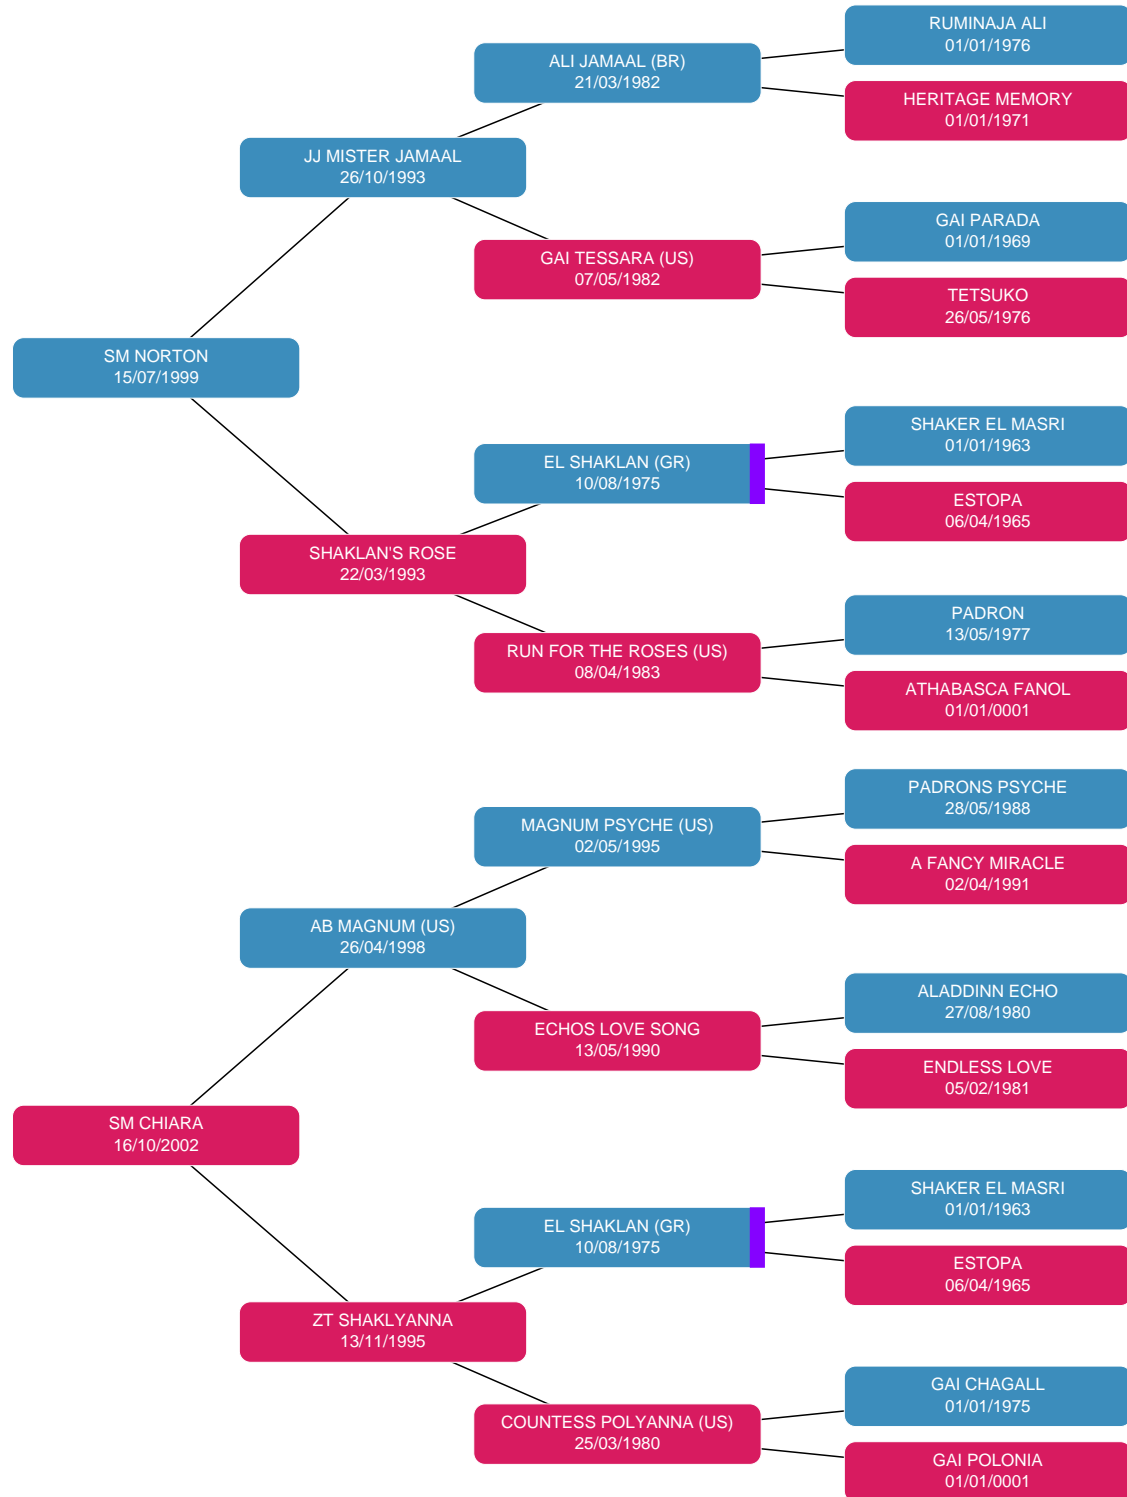 RUMINAJA ALI
01/01/1976
ALI JAMAAL (BR)
21/03/1982
HERITAGE MEMORY
01/01/1971
JJ MISTER JAMAAL
26/10/1993
GAI PARADA
01/01/1969
GAI TESSARA (US)
07/05/1982
TETSUKO
26/05/1976
SM NORTON
15/07/1999
SHAKER EL MASRI
01/01/1963
EL SHAKLAN (GR)
10/08/1975
ESTOPA
06/04/1965
SHAKLAN'S ROSE
22/03/1993
PADRON
13/05/1977
RUN FOR THE ROSES (US)
08/04/1983
ATHABASCA FANOL
01/01/0001
PADRONS PSYCHE
28/05/1988
MAGNUM PSYCHE (US)
02/05/1995
A FANCY MIRACLE
02/04/1991
AB MAGNUM (US)
26/04/1998
ALADDINN ECHO
27/08/1980
ECHOS LOVE SONG
13/05/1990
ENDLESS LOVE
05/02/1981
SM CHIARA
16/10/2002
SHAKER EL MASRI
01/01/1963
EL SHAKLAN (GR)
10/08/1975
ESTOPA
06/04/1965
ZT SHAKLYANNA
13/11/1995
GAI CHAGALL
01/01/1975
COUNTESS POLYANNA (US)
25/03/1980
GAI POLONIA
01/01/0001